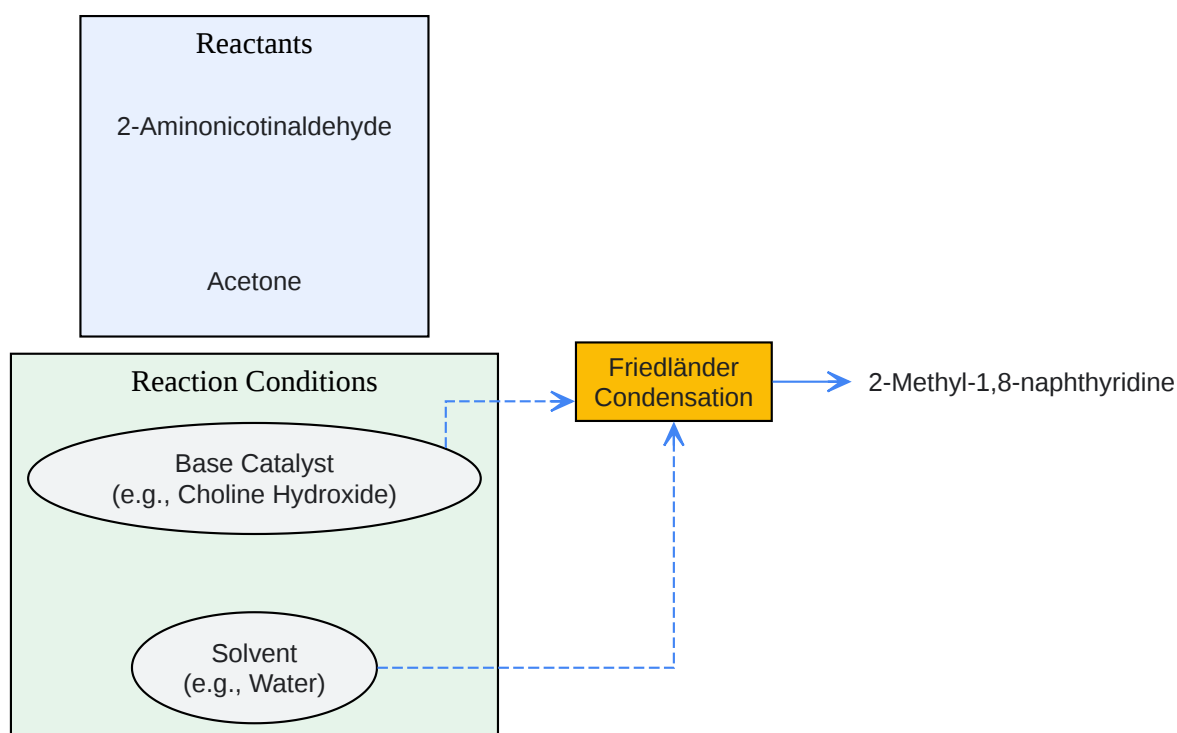 Reactants
2-Aminonicotinaldehyde
Acetone
Reaction Conditions
Base Catalyst
(e.g., Choline Hydroxide)
Solvent
(e.g., Water)
Friedländer
Condensation
2-Methyl-1,8-naphthyridine